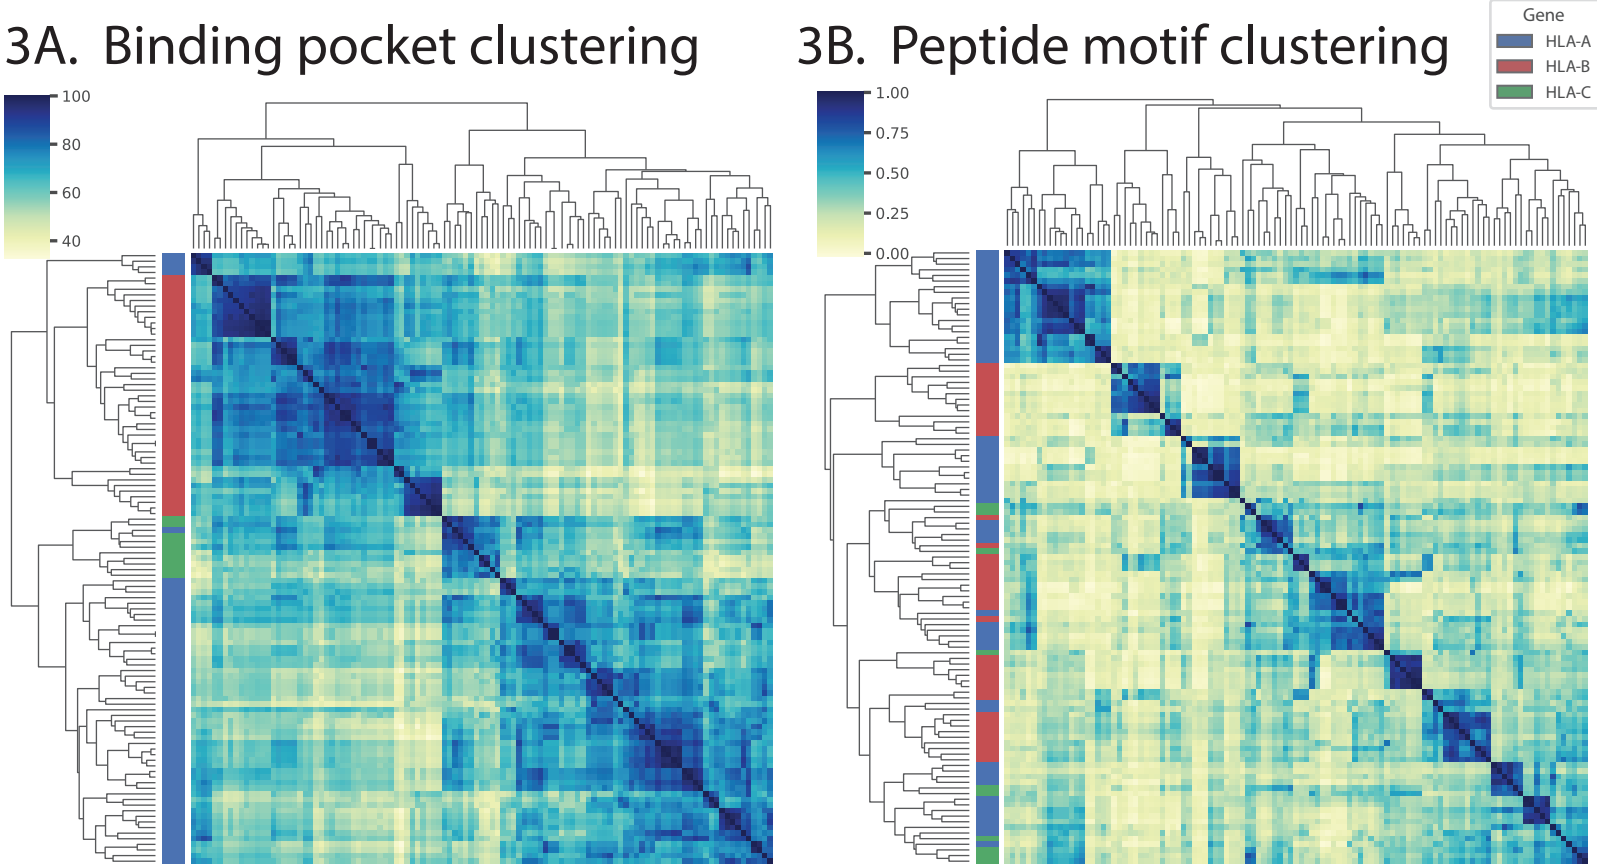 3A. Binding pocket clustering
3B. Peptide motif clustering
Gene
HLA-A
HLA-B
HLA-C
100
80
60
40
1.00
0.75
0.50
0.25
0.00